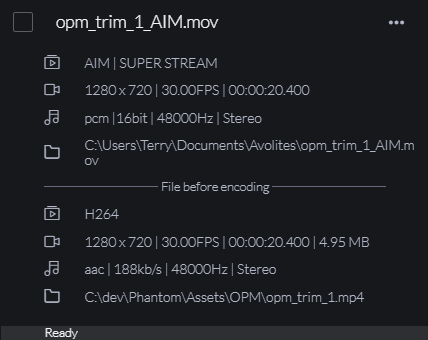 opm_trim_1_AIM.mov
AIM | SUPER STREAM
1280 x 720 | 30.00FPS | 00:00:20.400
pcm |16bit | 48000Hz | Stereo
C:\Users\Terry\Documents\Avolites\opm_trim_1_AIM.m
ov
File before encoding
H264
1280 x 720 | 30.00FPS | 00:00:20.400 | 4.95 MB
aac | 188kb/s | 48000Hz | Stereo
C:\dev\Phantom\Assets\OPM\opm_trim_1.mp4
Ready